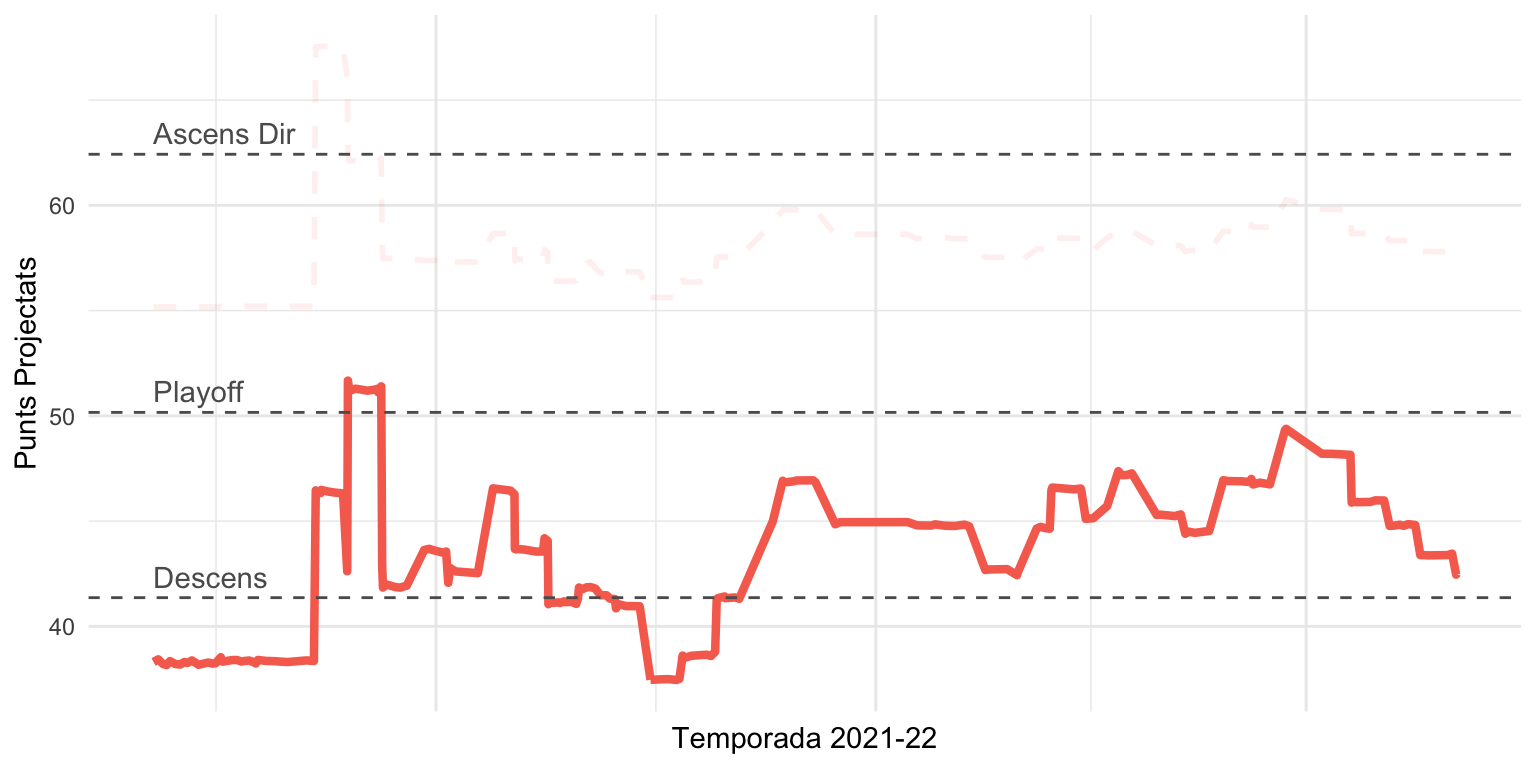 Ascens Dir
60
Playoff
50
Descens
40
Punts Projectats
Temporada 2021-22